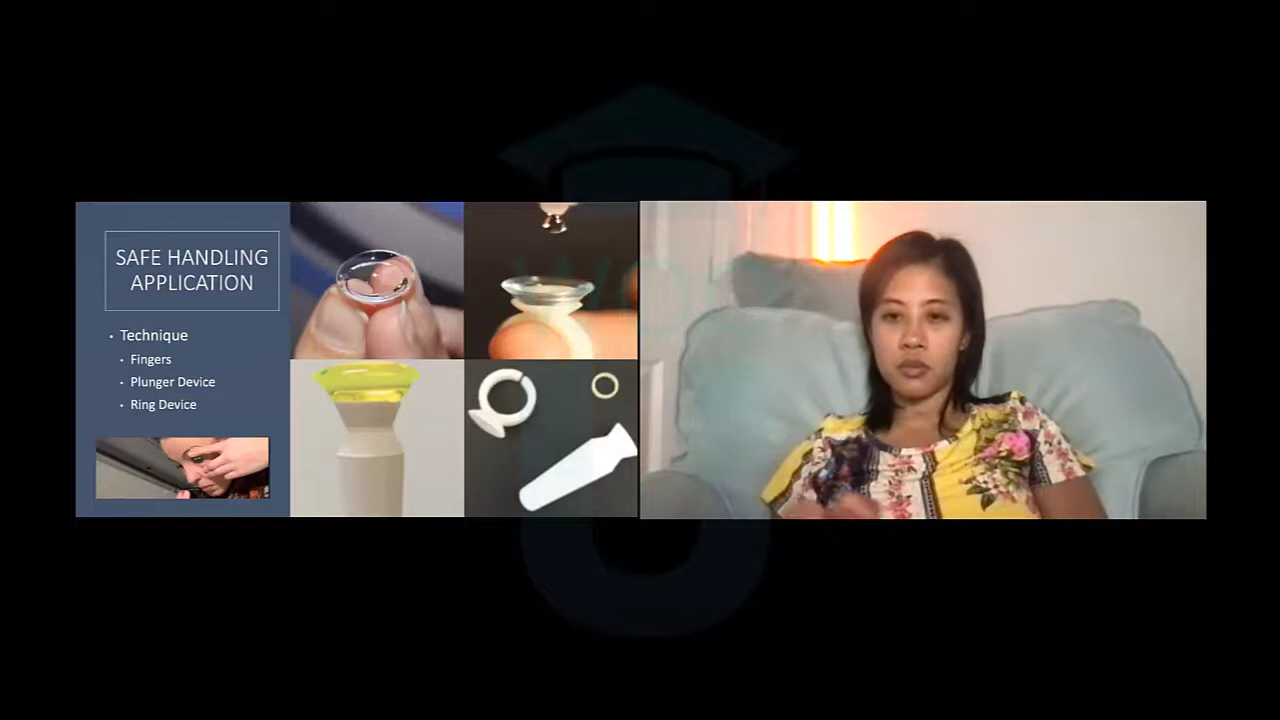 SAFE HANDLING
APPLICATION
• Technique
• Fingers
• Plunger Device
• Ring Device